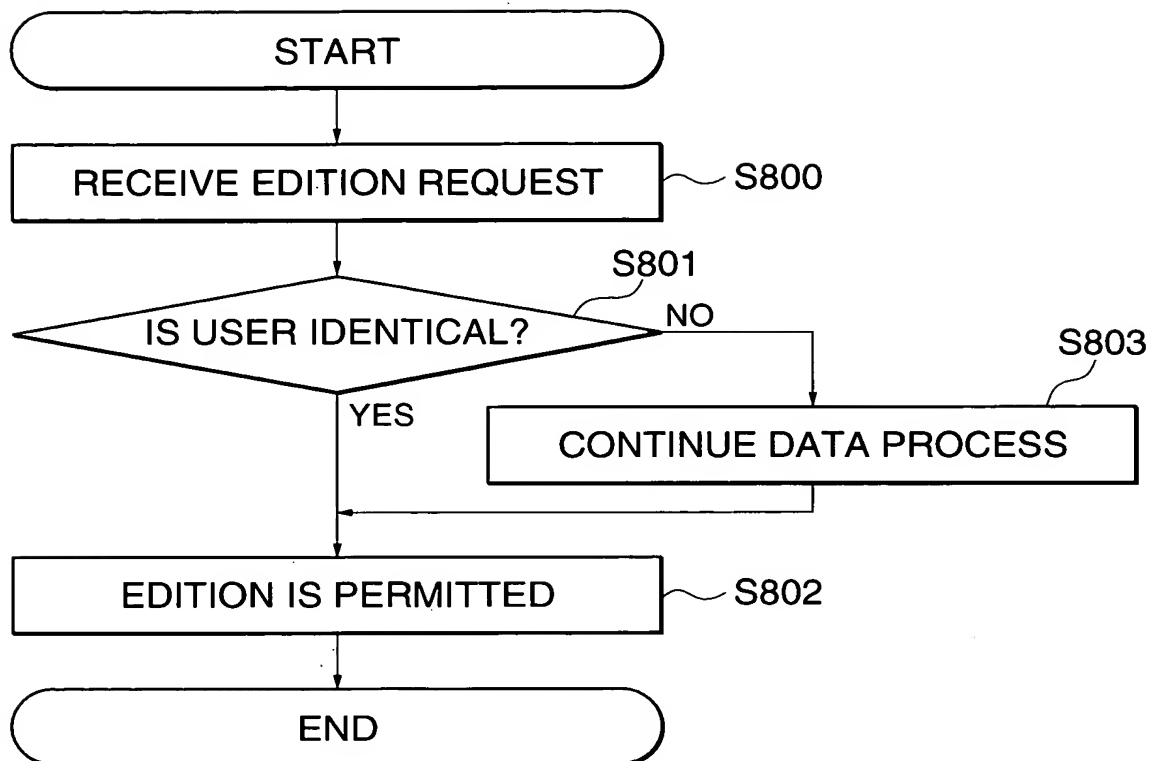 START
RECEIVE EDITION REQUEST
S800
S801
IS USER IDENTICAL?
NO
S803
YES
CONTINUE DATA PROCESS
EDITION IS PERMITTED
S802
END